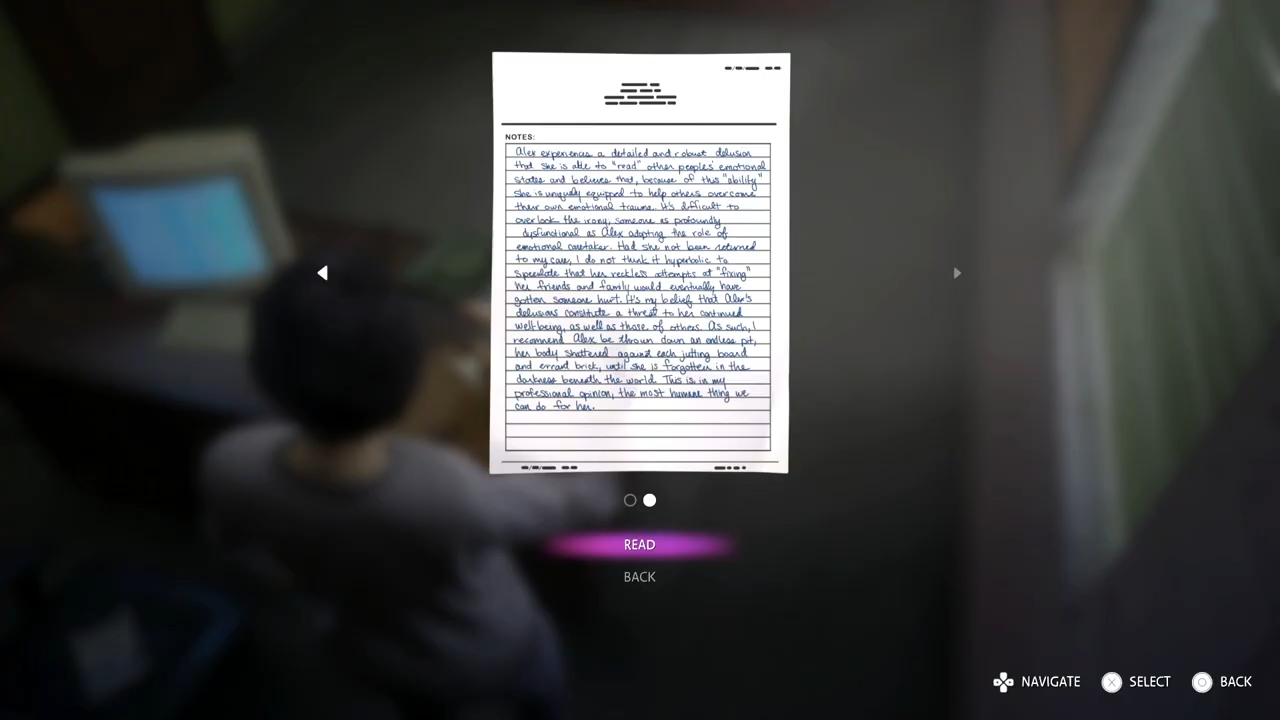 NOTES:
Alex experiences a detailed and robust delusion
that she is able to "read" other peoples' emotional
states and believes that, because of this "ability"
she is uniquely equipped to help others overcome
their own emotional trauma. It's difficult to
overlook the irony, someone as profoundly
dysfunctional as Alex adopting the role of
emotional caretaker. Had she not been returned
to my care, I do not think it hyperbolic to
speculate that her reckless attempts at "fixing"
her friends and family would eventually have
gotten someone hurt. It's my belief that Alex's
delusions constitute a threat to her continued
well-being, as well as those of others. As such, I
recommend Alex be thrown down an endless pit,
her body shattered against each jutting board
and errant brick, until she is forgotten in the
darkness beneath the world. This is, in my
professional opinion, the most humane thing we
can do for her.
READ
BACK
NAVIGATE
SELECT
BACK